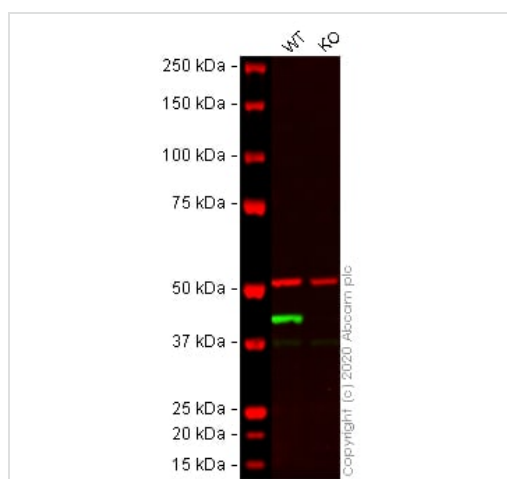 WT KO
250 kDa -
150 kDa -
100 kDa -
75 kDa -
50 kDa -
37 kDa -
25 kDa -
20 kDa -
15 kDa -
Copyright (c) 2020 Abcam plc